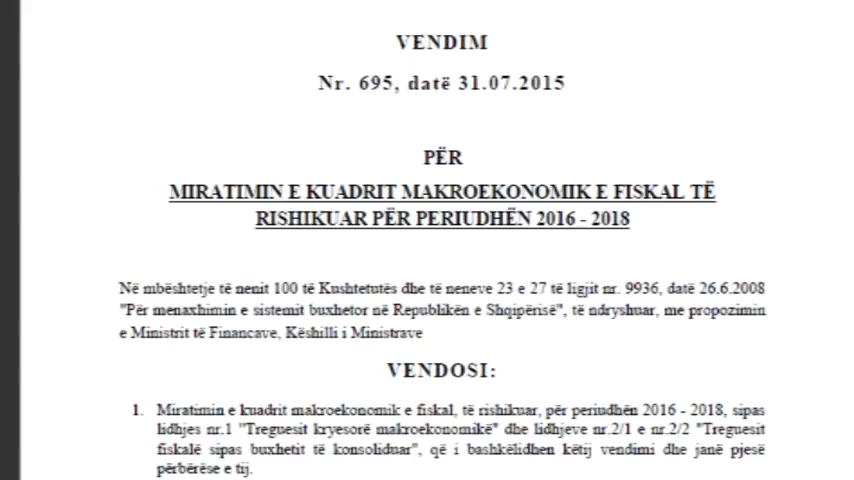 VENDIM
Nr. 695, datë 31.07.2015
PËR
MIRATIMIN E KUADRIT MAKROEKONOMIK E FISKAL TË
RISHIKUAR PËR PERIUDHËN 2016 - 2018
Në mbështetje të nenit 100 të Kushtetutës dhe të neneve 23 e 27 të ligjit nr. 9936, datë 26.6.2008
"Për menaxhimin e sistemit buxhetor në Republikën e Shqipërisë", të ndryshuar, me propozimin
e Ministrit të Financave, Këshilli i Ministrave
VENDOSI:
1. Miratimin e kuadrit makroekonomik e fiskal, të rishikuar, për periudhën 2016 - 2018, sipas
lidhjes nr.1 "Treguesit kryesorë makroekonomikë" dhe lidhjeve nr.2/1 e nr.2/2 "Treguesit
fiskalë sipas buxhetit të konsoliduar", që i bashkëlidhen këtij vendimi dhe janë pjesë
përbërëse e tij.